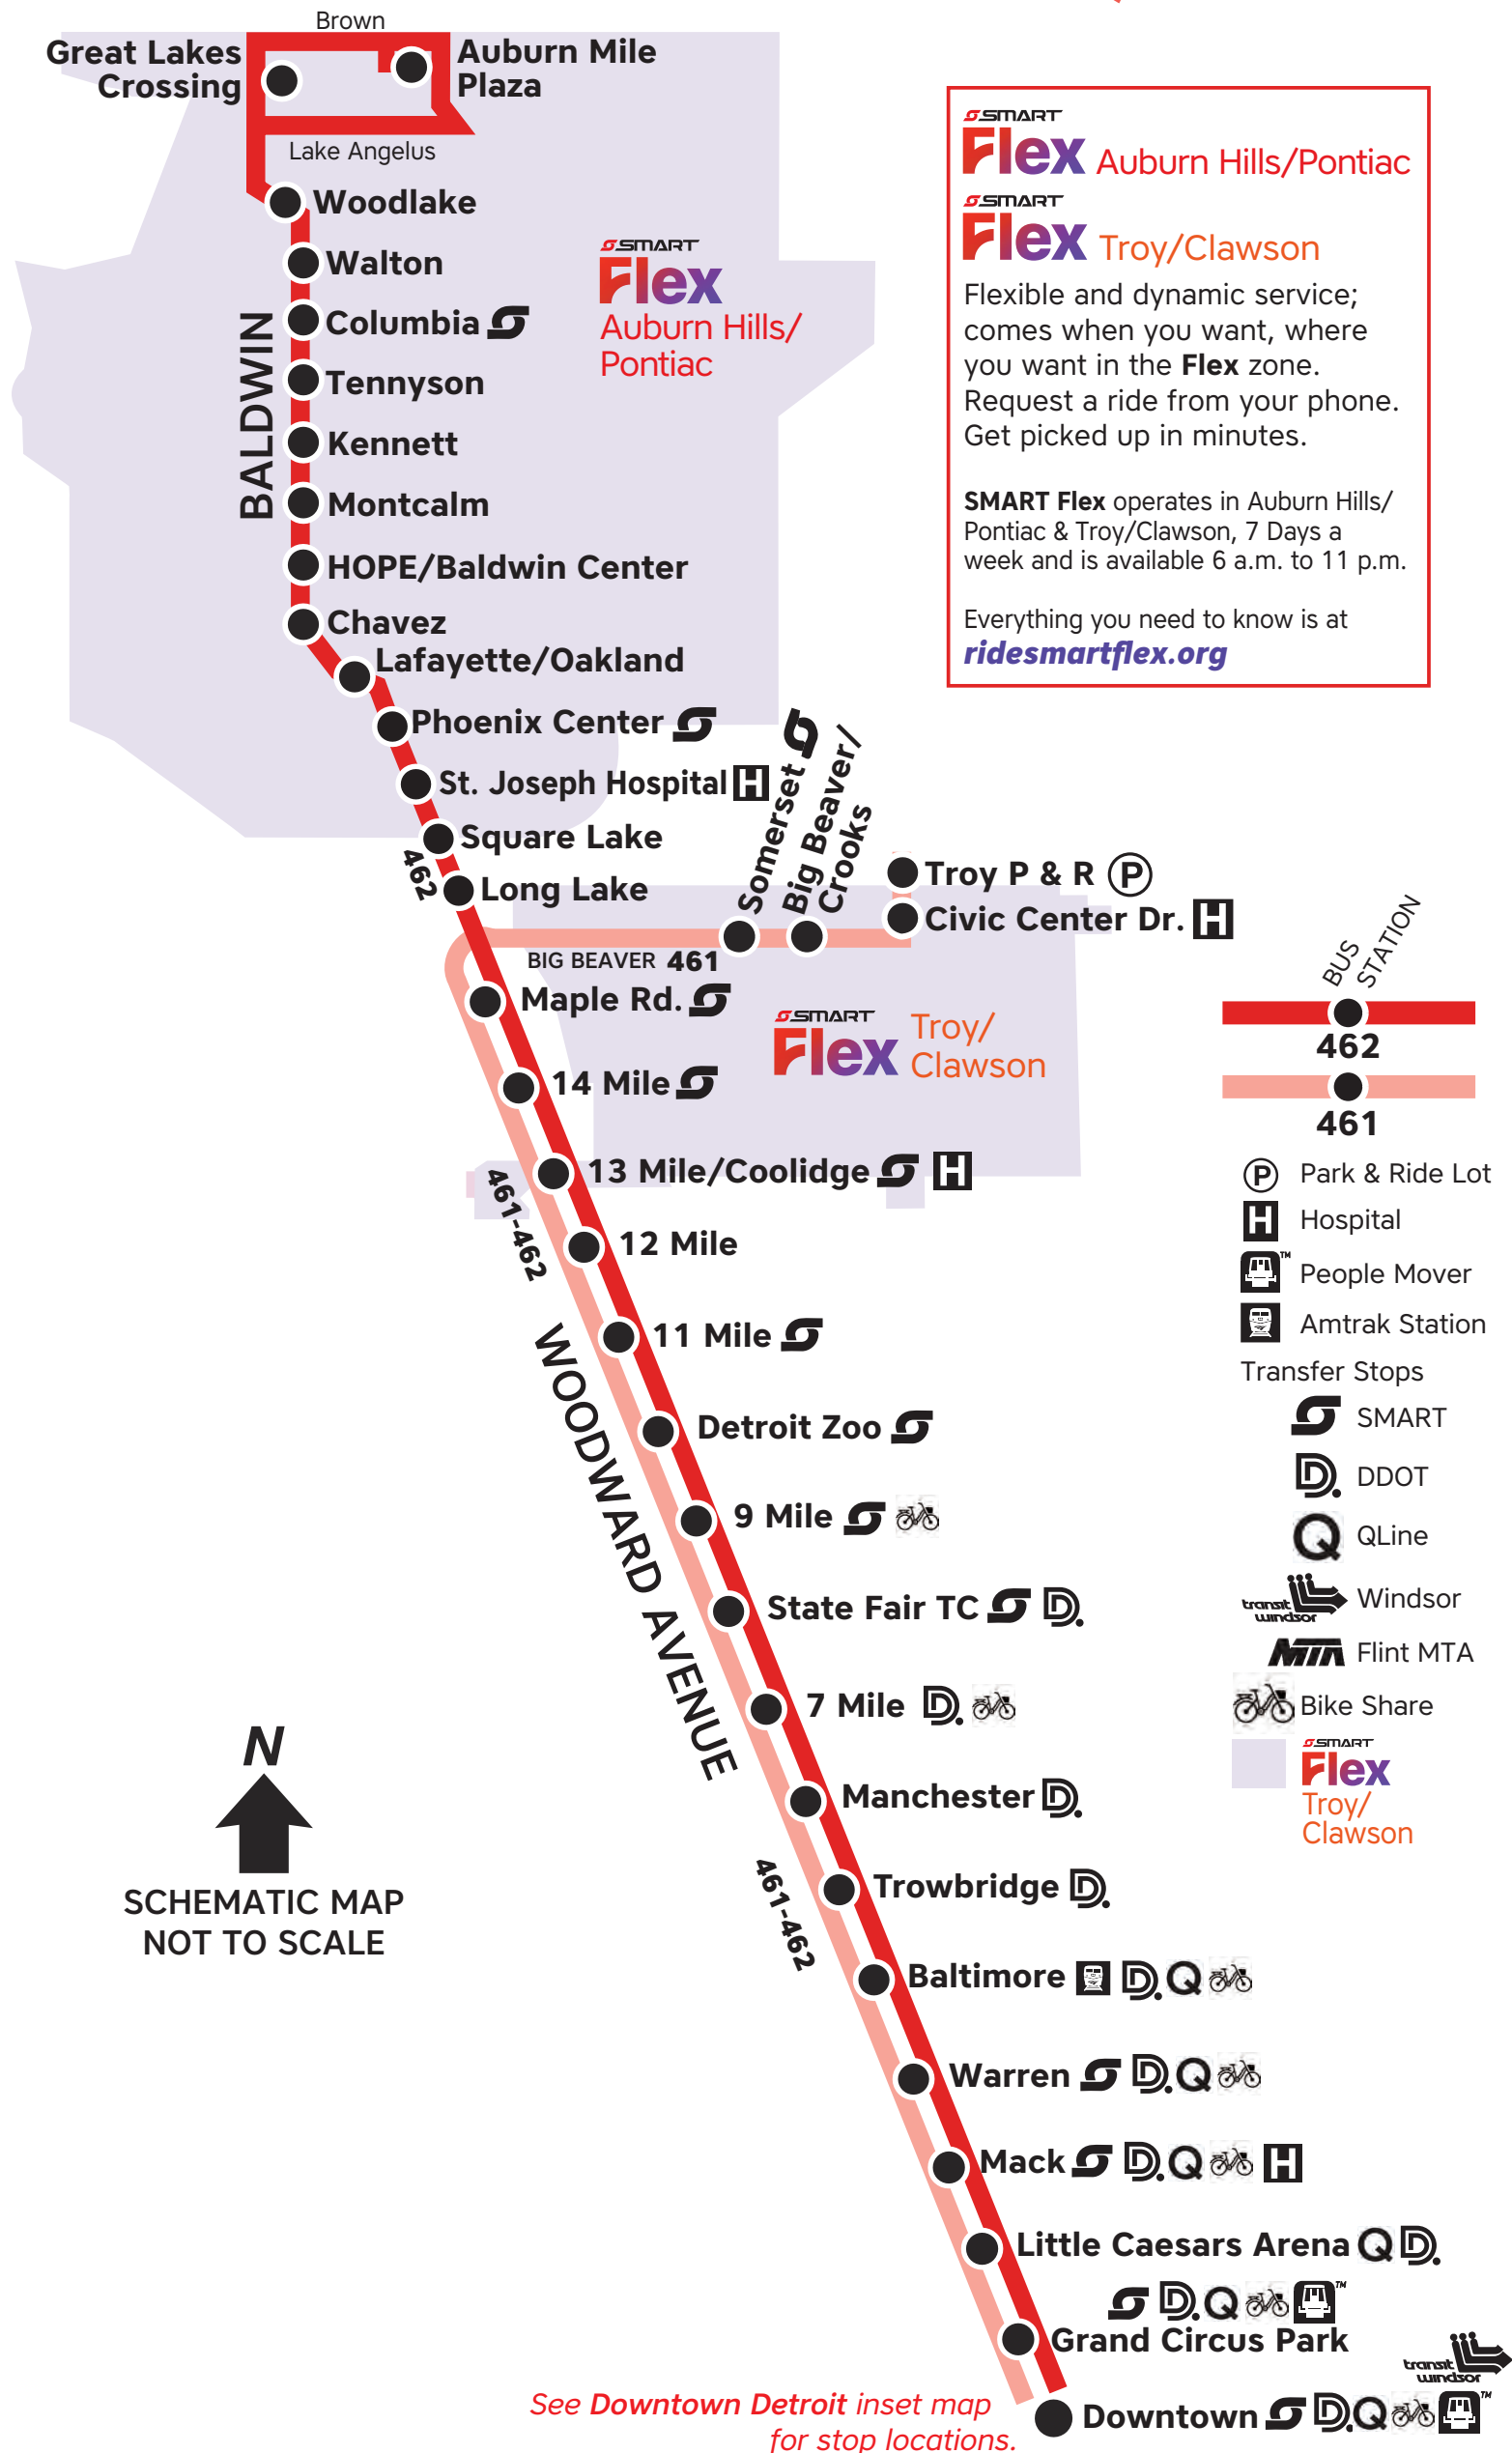 Brown
Great Lakes
Crossing
Auburn Mile
Plaza
Lake Angelus
Woodlake
Walton
Columbia
Tennyson
Kennett
Montcalm
HOPE/Baldwin Center
Chavez
Lafayette/Oakland
Phoenix Center
St. Joseph Hospital H
Square Lake
Long Lake
BALDWIN
462
SMART
Flex
Auburn Hills/
Pontiac
SMART
Flex Auburn Hills/Pontiac
SMART
Flex Troy/Clawson
Flexible and dynamic service;
comes when you want, where
you want in the Flex zone.
Request a ride from your phone.
Get picked up in minutes.
SMART Flex operates in Auburn Hills/
Pontiac & Troy/Clawson, 7 Days a
week and is available 6 a.m. to 11 p.m.
Everything you need to know is at
ridesmartflex.org
Somerset
Big Beaver/
Crooks
Troy P & R P
Civic Center Dr. H
BIG BEAVER 461
Maple Rd.
14 Mile
SMART
Flex Troy/
Clawson
13 Mile/Coolidge H
461-462
12 Mile
11 Mile
Detroit Zoo
9 Mile
WOODWARD AVENUE
State Fair TC D.
7 Mile D.
Manchester D.
461-462
Trowbridge D.
Baltimore D. Q
Warren D. Q
Mack D. Q H
Little Caesars Arena Q D.
D. Q TM
Grand Circus Park
transit
windsor
Downtown D. Q TM
See Downtown Detroit inset map
for stop locations.
N
SCHEMATIC MAP
NOT TO SCALE
BUS
STATION
462
461
P Park & Ride Lot
H Hospital
TM People Mover
Amtrak Station
Transfer Stops
SMART
D. DDOT
Q QLine
transit
windsor Windsor
MTA Flint MTA
Bike Share
SMART
Flex
Troy/
Clawson